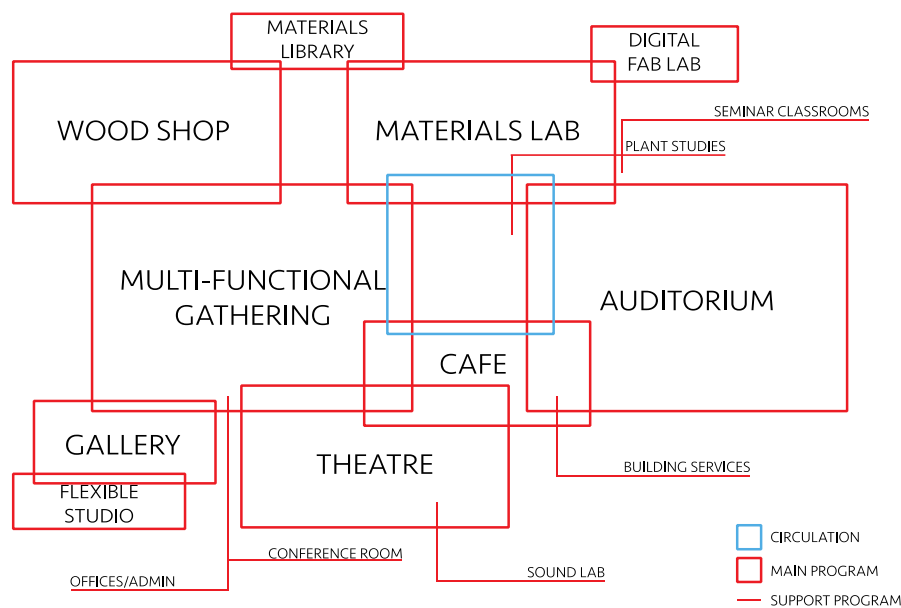 MATERIALS
LIBRARY
DIGITAL
FAB LAB
WOOD SHOP
MATERIALS LAB
SEMINAR CLASSROOMS
PLANT STUDIES
MULTI-FUNCTIONAL
GATHERING
AUDITORIUM
CAFE
GALLERY
THEATRE
BUILDING SERVICES
FLEXIBLE
STUDIO
CONFERENCE ROOM
OFFICES/ADMIN
SOUND LAB
CIRCULATION
MAIN PROGRAM
SUPPORT PROGRAM